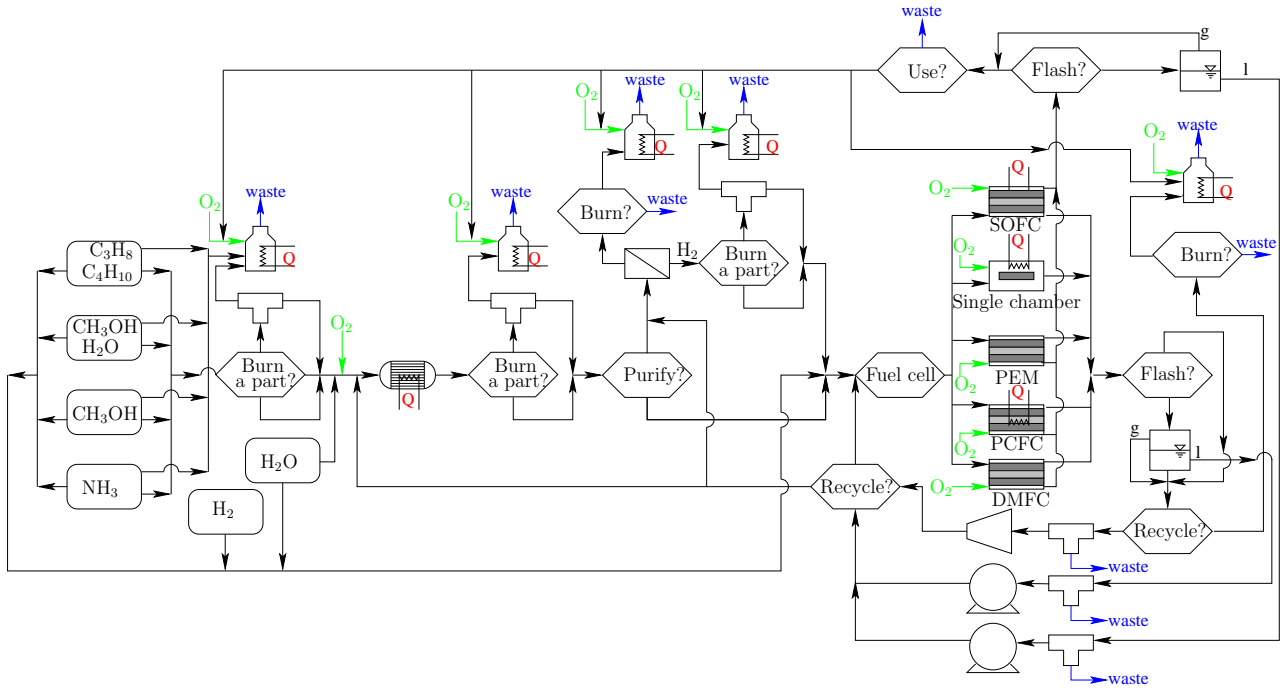 waste
g
Use?
Flash?
l
waste
waste
O₂
O₂
Q
Q
O₂
waste
Q
waste
O₂
Q
waste
O₂
Q
Burn?
waste
H₂
Burn
a part?
O₂
Q
SOFC
Q
O₂
Single chamber
Burn?
waste
C₃H₈
C₄H₁₀
CH₃OH
H₂O
CH₃OH
NH₃
Burn
a part?
O₂
Q
Burn
a part?
Purify?
Fuel cell
PEM
O₂
Q
PCFC
O₂
DMFC
O₂
Flash?
g
l
H₂O
H₂
Recycle?
Recycle?
waste
waste
waste